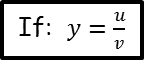 If: y = u/v